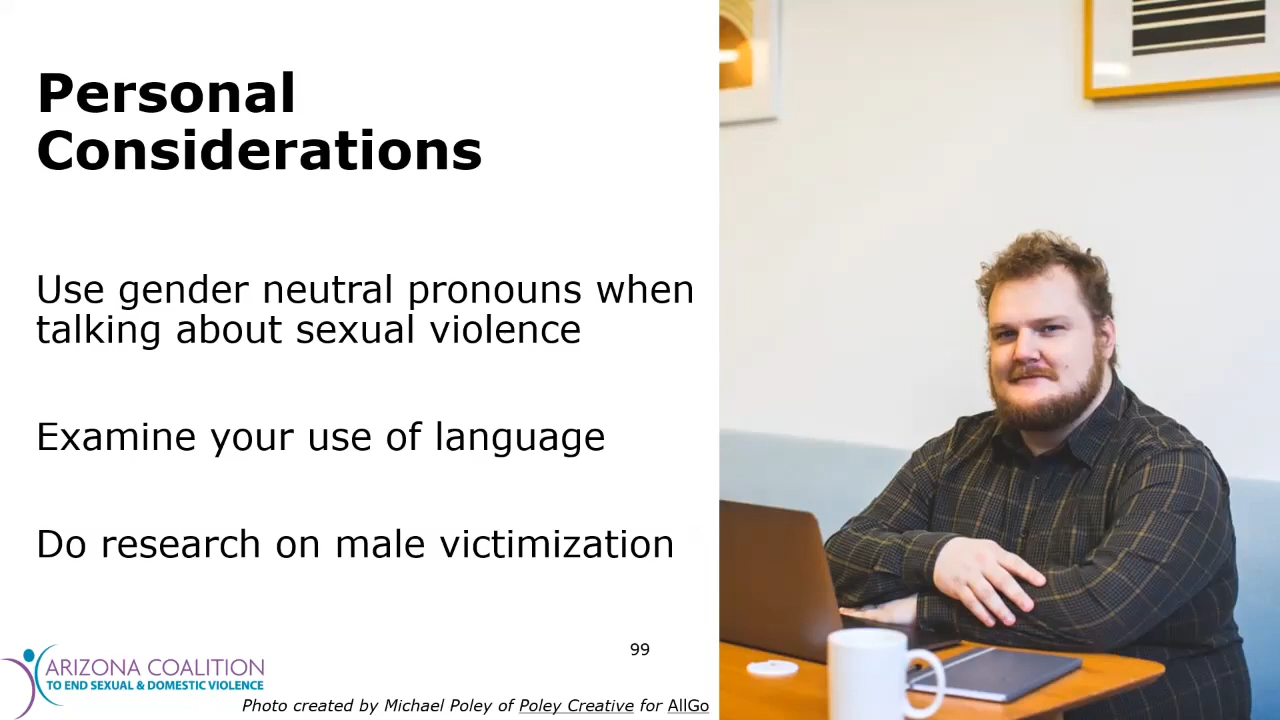 Personal
Considerations
Use gender neutral pronouns when
talking about sexual violence
Examine your use of language
Do research on male victimization
99
ARIZONA COALITION
TO END SEXUAL & DOMESTIC VIOLENCE
Photo created by Michael Poley of Poley Creative for AllGo